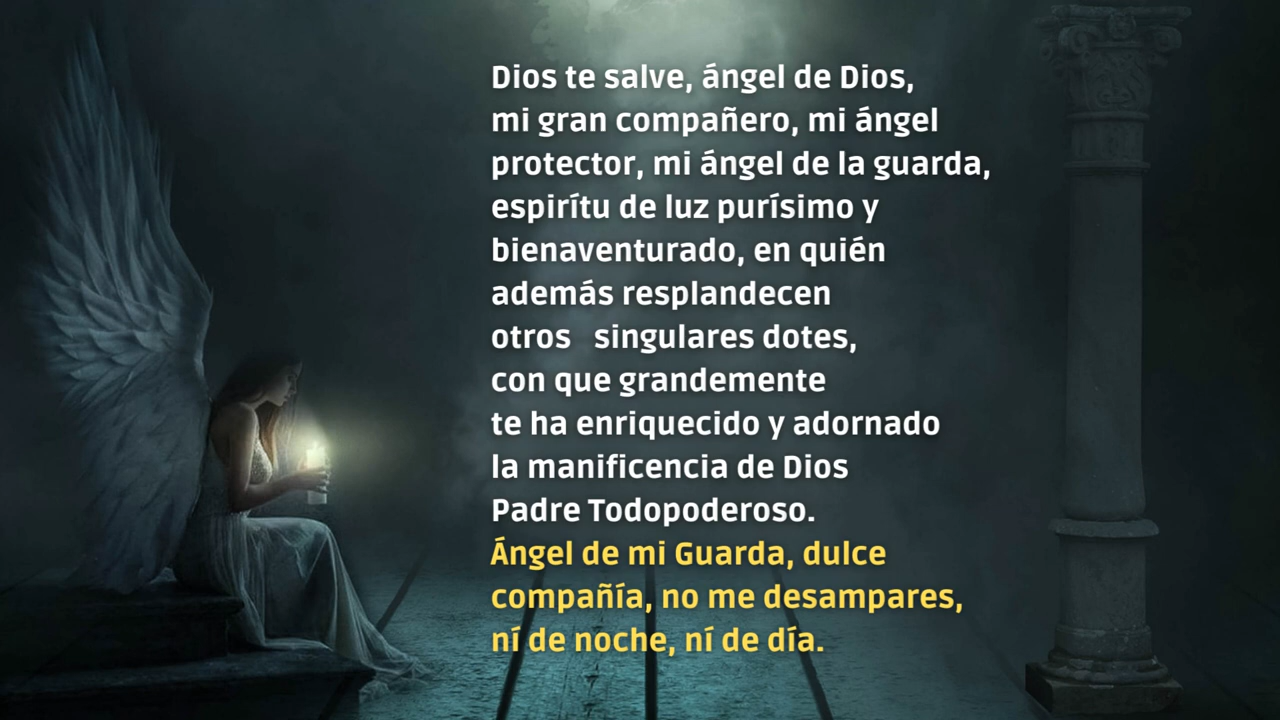 Dios te salve, ángel de Dios,
mi gran compañero, mi ángel
protector, mi ángel de la guarda,
espirítu de luz purísimo y
bienaventurado, en quién
además resplandecen
otros   singulares dotes,
con que grandemente
te ha enriquecido y adornado
la manificencia de Dios
Padre Todopoderoso.
Ángel de mi Guarda, dulce
compañía, no me desampares,
ní de noche, ní de día.